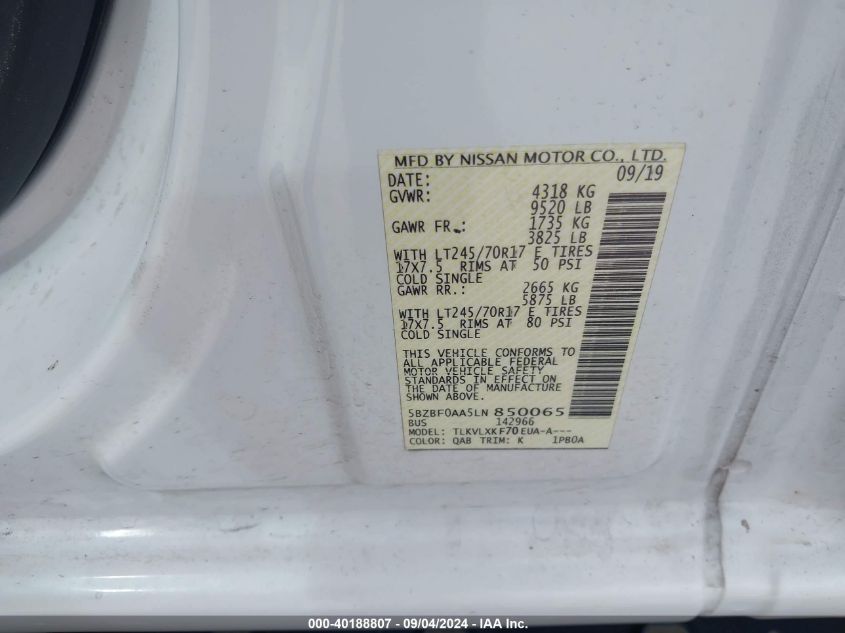 MFD BY NISSAN MOTOR CO., LTD.
DATE: 09/19
GVWR: 4318 KG
9520 LB
GAWR FR.: 1735 KG
3825 LB
WITH LT245/70R17 E TIRES
17X7.5 RIMS AT 50 PSI
COLD SINGLE
GAWR RR.: 2665 KG
5875 LB
WITH LT245/70R17 E TIRES
17X7.5 RIMS AT 80 PSI
COLD SINGLE
THIS VEHICLE CONFORMS TO
ALL APPLICABLE FEDERAL
MOTOR VEHICLE SAFETY
STANDARDS IN EFFECT ON
THE DATE OF MANUFACTURE
SHOWN ABOVE.
5BZBF0AA5LN 850065
BUS 142966
MODEL: TLKVLXKF70EUA-A---
COLOR: QAB TRIM: K 1PBOA
000-40188807 - 09/04/2024 - IAA Inc.